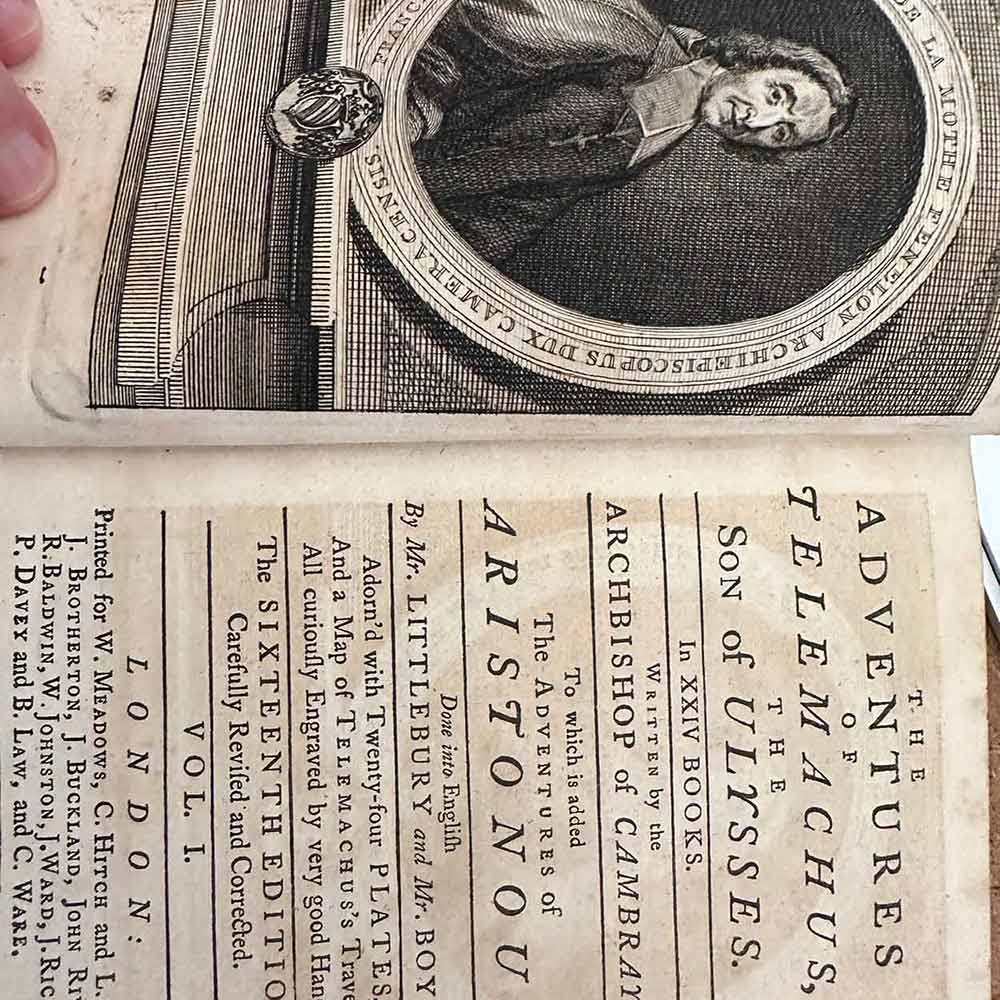 FRANC
DE LA MOTHE FENELON ARCHIEPISCOPUS DUX CAMERACENSIS
THE
ADVENTURES
OF
TELEMACHUS,
THE
SON of ULYSSES.
In XXIV BOOKS.
WRITTEN by the
ARCHBISHOP of CAMBRAY
To which is added
The ADVENTURES of
ARISTONOU
Done into Engliſh
By Mr. LITTLEBURY and Mr. BOY
Adorn'd with Twenty-four PLATES,
And a Map of TELEMACHUS's Trave
All curiouſly Engraved by very good Han
The SIXTEENTH EDITIO
Carefully Reviſed and Corrected.
VOL. I.
LONDON:
Printed for W. MEADOWS, C. HITCH and L.
J. BROTHERTON, J. BUCKLAND, JOHN RIV
R. BALDWIN, W. JOHNSTON, J. WARD, J. RIC
P. DAVEY and B. LAW, and C. WARE.